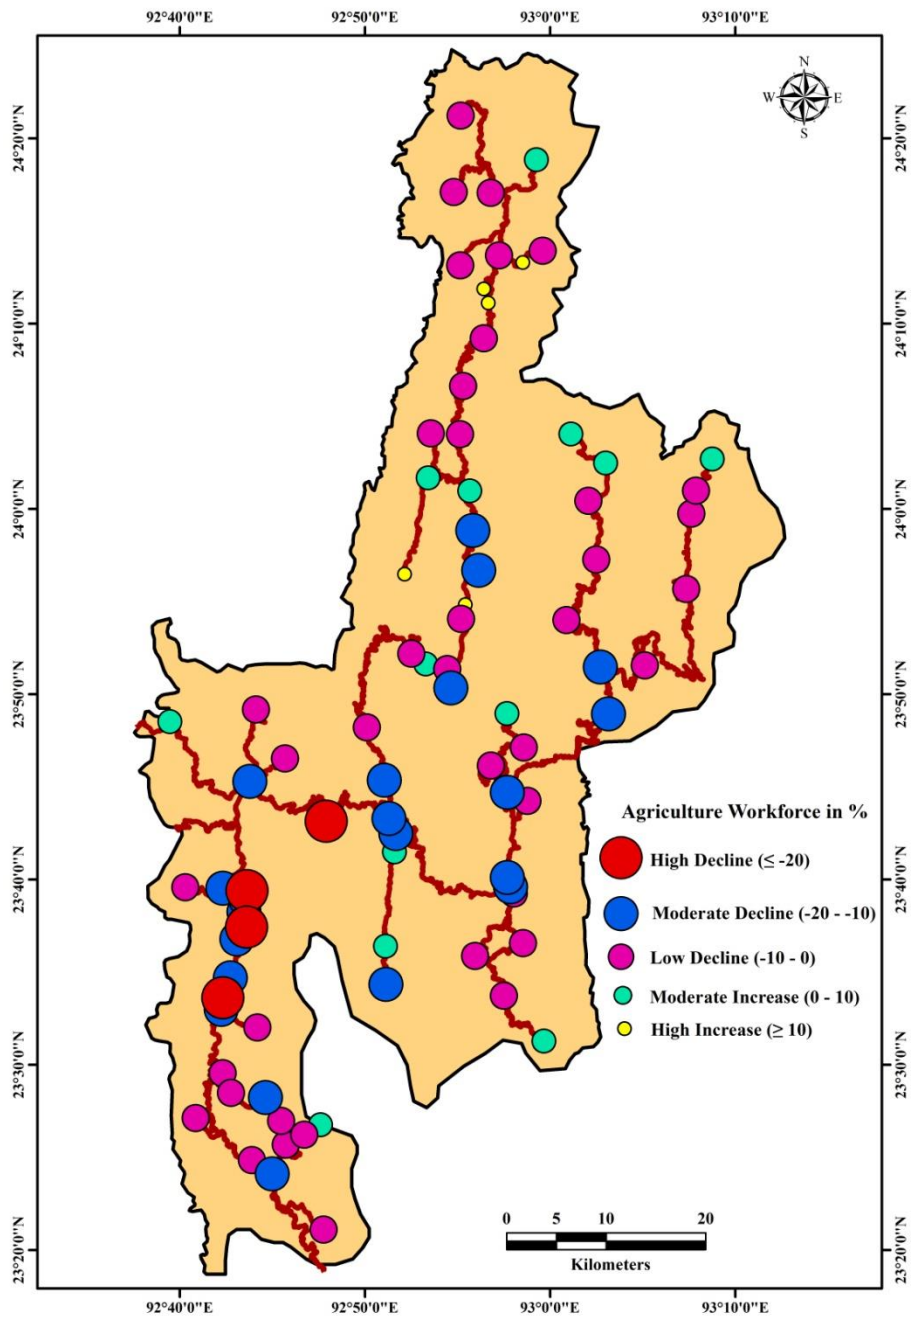 92°40'0"E 92°50'0"E 93°0'0"E 93°10'0"E
N
W E
S
24°20'0"N 24°20'0"N
24°10'0"N 24°10'0"N
24°0'0"N 24°0'0"N
23°50'0"N 23°50'0"N
Agriculture Workforce in %
High Decline (≤ -20)
23°40'0"N 23°40'0"N
Moderate Decline (-20 - -10)
Low Decline (-10 - 0)
Moderate Increase (0 - 10)
High Increase (≥ 10)
23°30'0"N 23°30'0"N
0 5 10 20
Kilometers
23°20'0"N 23°20'0"N
92°40'0"E 92°50'0"E 93°0'0"E 93°10'0"E